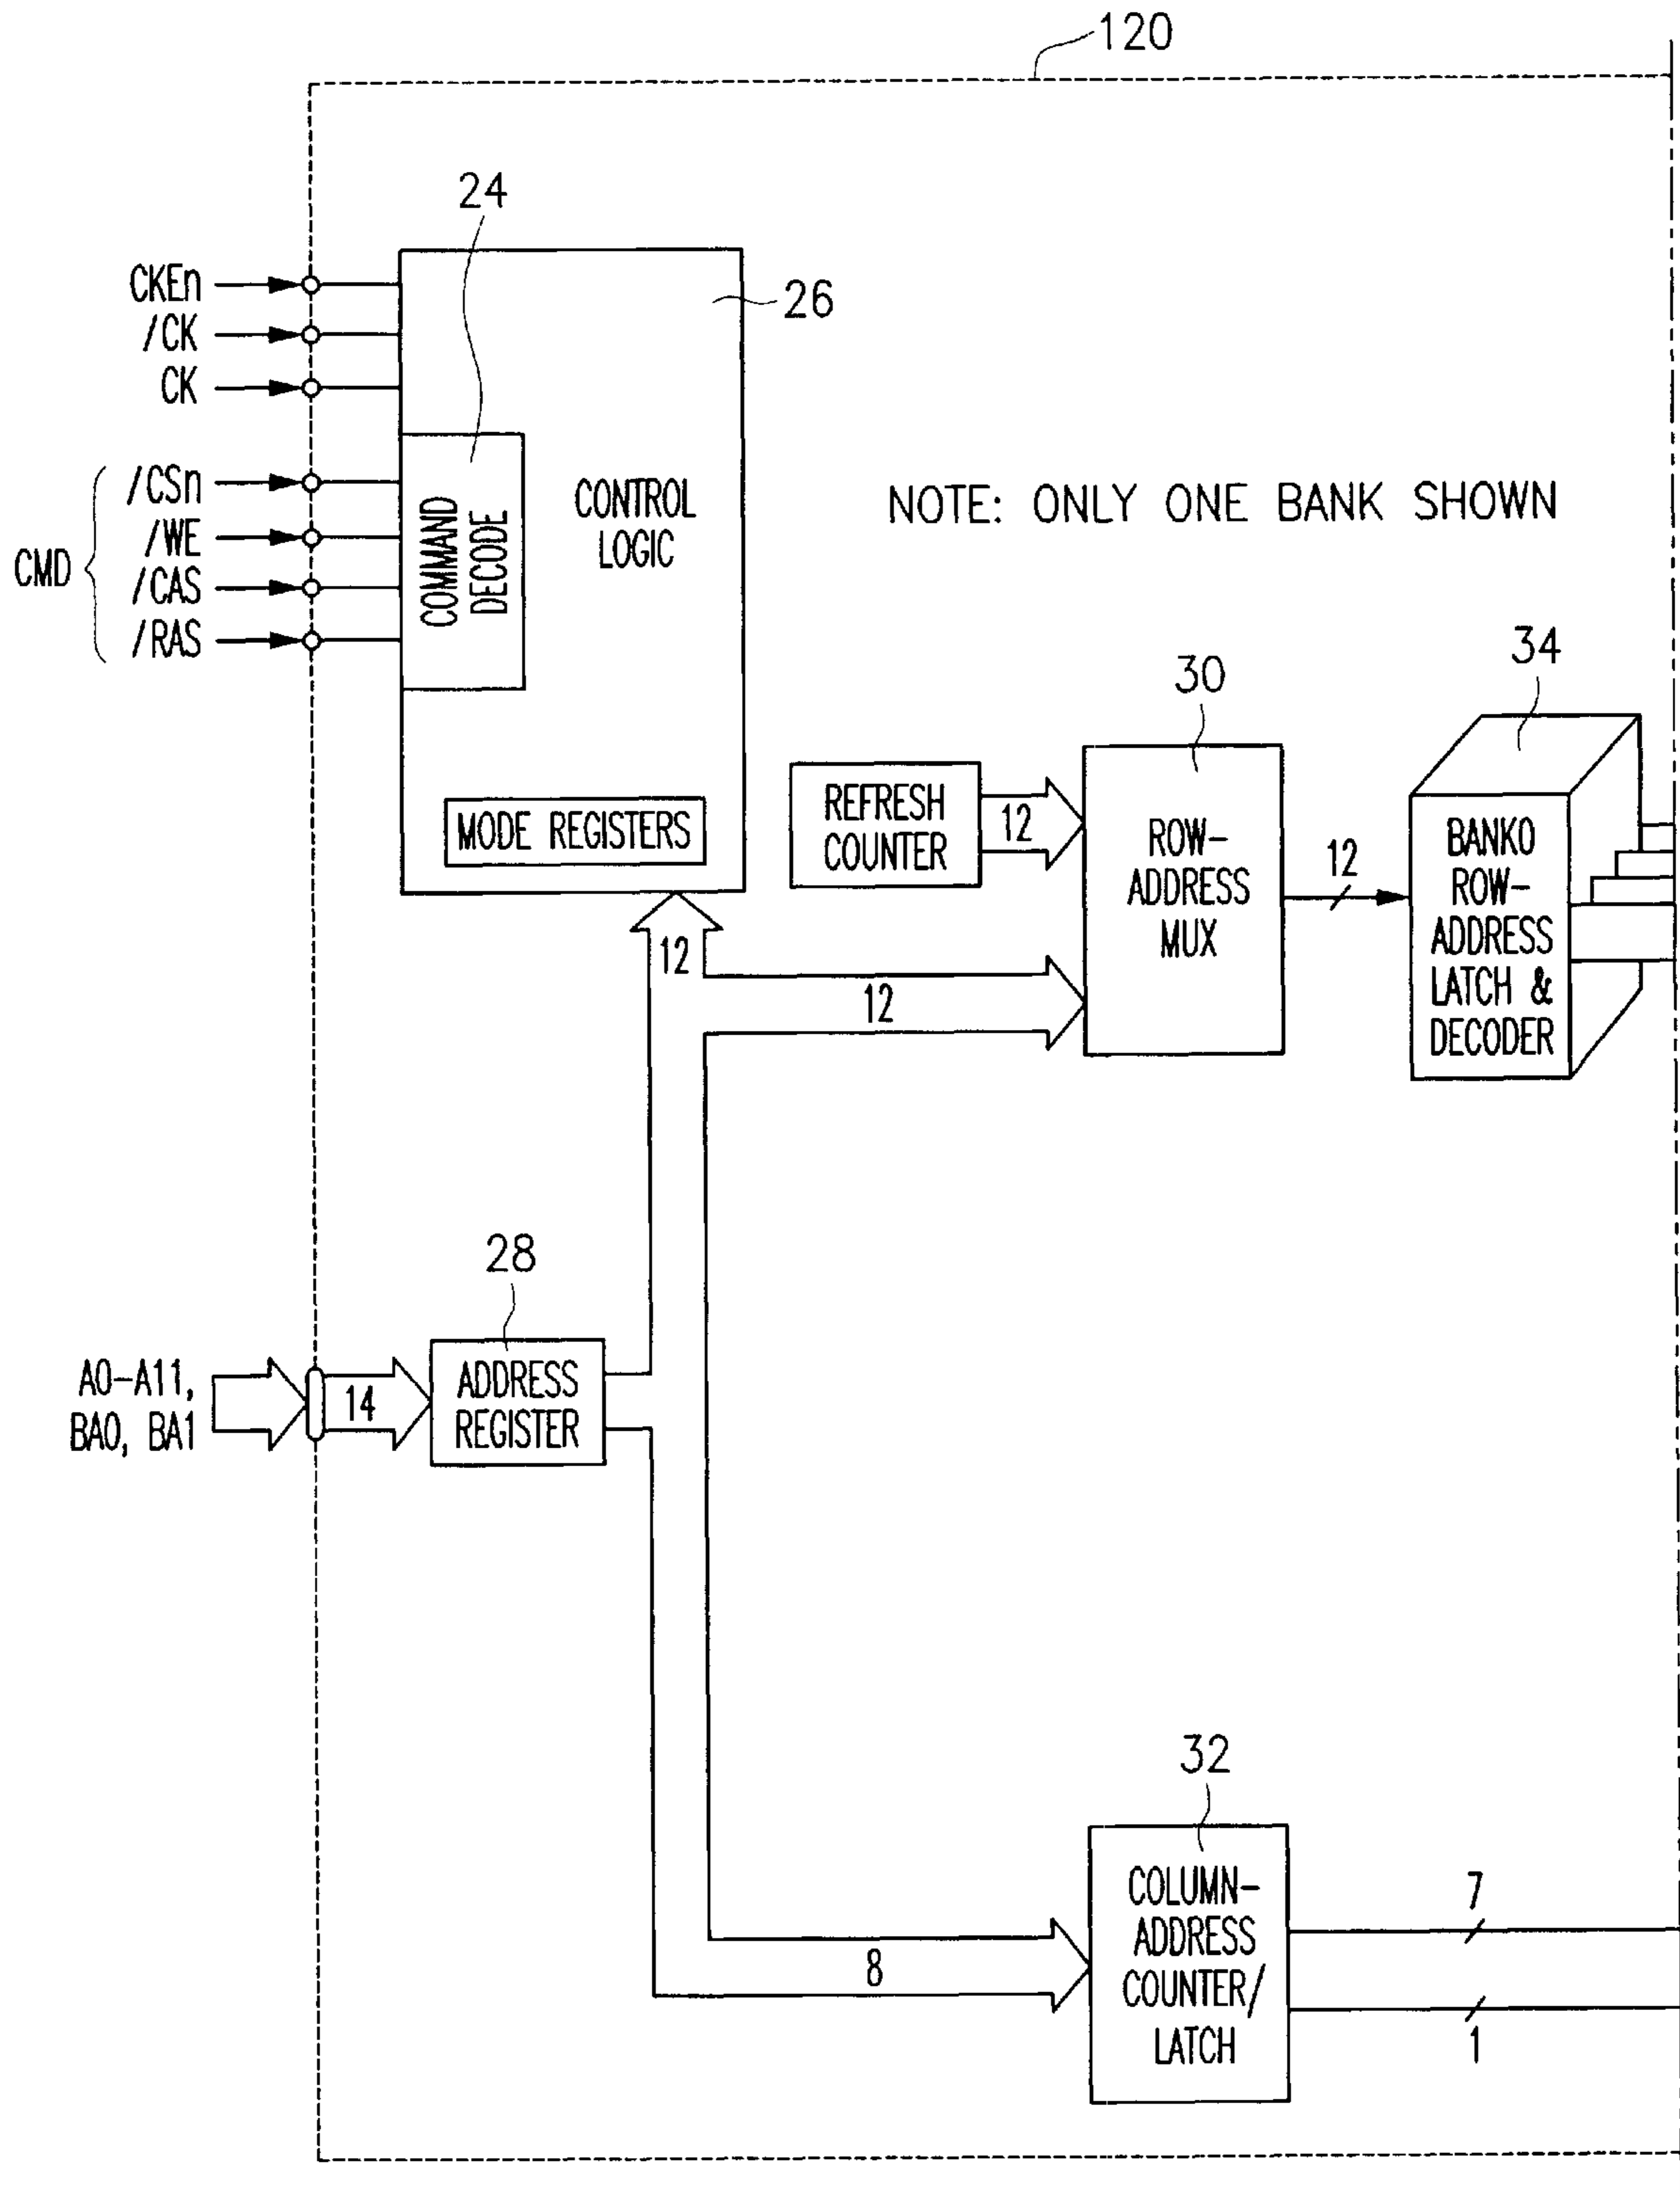 120
24
CKEn
/CK
CK
26
CMD
/CSn
/WE
/CAS
/RAS
COMMAND
DECODE
CONTROL
LOGIC
NOTE: ONLY ONE BANK SHOWN
MODE REGISTERS
REFRESH
COUNTER
12
30
ROW-
ADDRESS
MUX
12
34
BANK0
ROW-
ADDRESS
LATCH &
DECODER
12
12
28
A0-A11,
BA0, BA1
14
ADDRESS
REGISTER
32
COLUMN-
ADDRESS
COUNTER/
LATCH
8
7
1